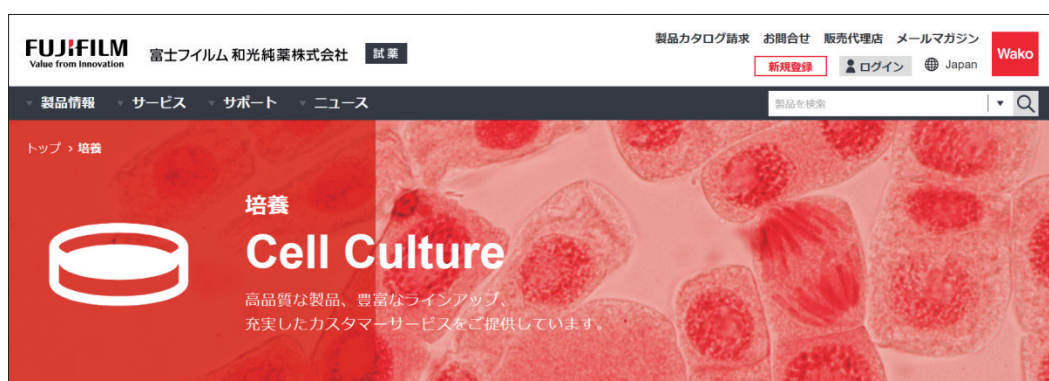 FUJIFILM
Value from Innovation
富士フイルム 和光純薬株式会社 試薬
製品カタログ請求 お問合せ 販売代理店 メールマガジン
新規登録 ログイン Japan
Wako
製品情報 サービス サポート ニュース
製品を検索
トップ › 培養
培養
Cell Culture
高品質な製品、豊富なラインアップ、
充実したカスタマーサービスをご提供しています。